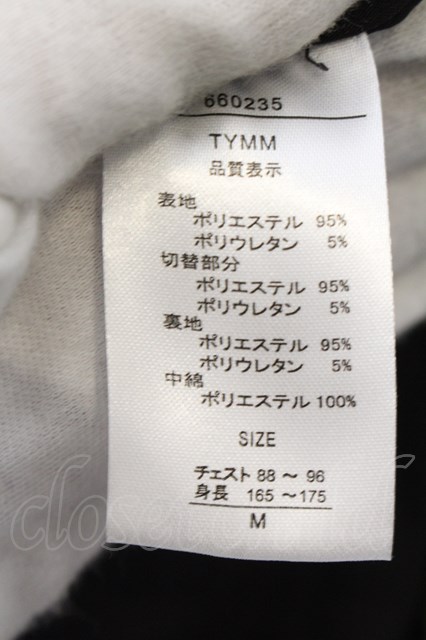 660235
TYMM
品質表示
表地
ポリエステル 95%
ポリウレタン 5%
切替部分
ポリエステル 95%
ポリウレタン 5%
裏地
ポリエステル 95%
ポリウレタン 5%
中綿
ポリエステル 100%
SIZE
チェスト 88 ～ 96
身長 165 ～175
M